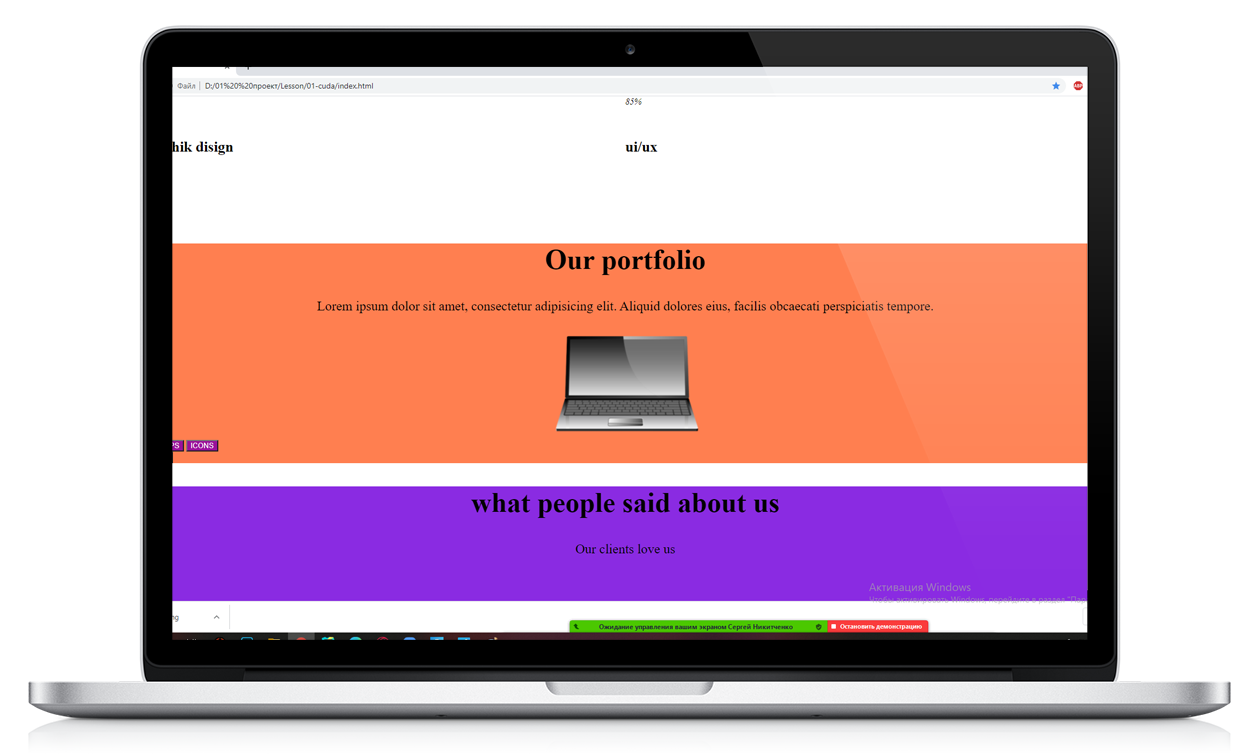 Файл D:/01%20%20проект/Lesson/01-cuda/index.html
85%
hik disign ui/ux
Our portfolio
Lorem ipsum dolor sit amet, consectetur adipisicing elit. Aliquid dolores eius, facilis obcaecati perspiciatis tempore.
PS ICONS
what people said about us
Our clients love us
Активация Windows
Чтобы активировать Windows, перейдите в раздел "Пар
ng
Ожидание управления вашим экраном Сергей Никитченко Остановить демонстрацию